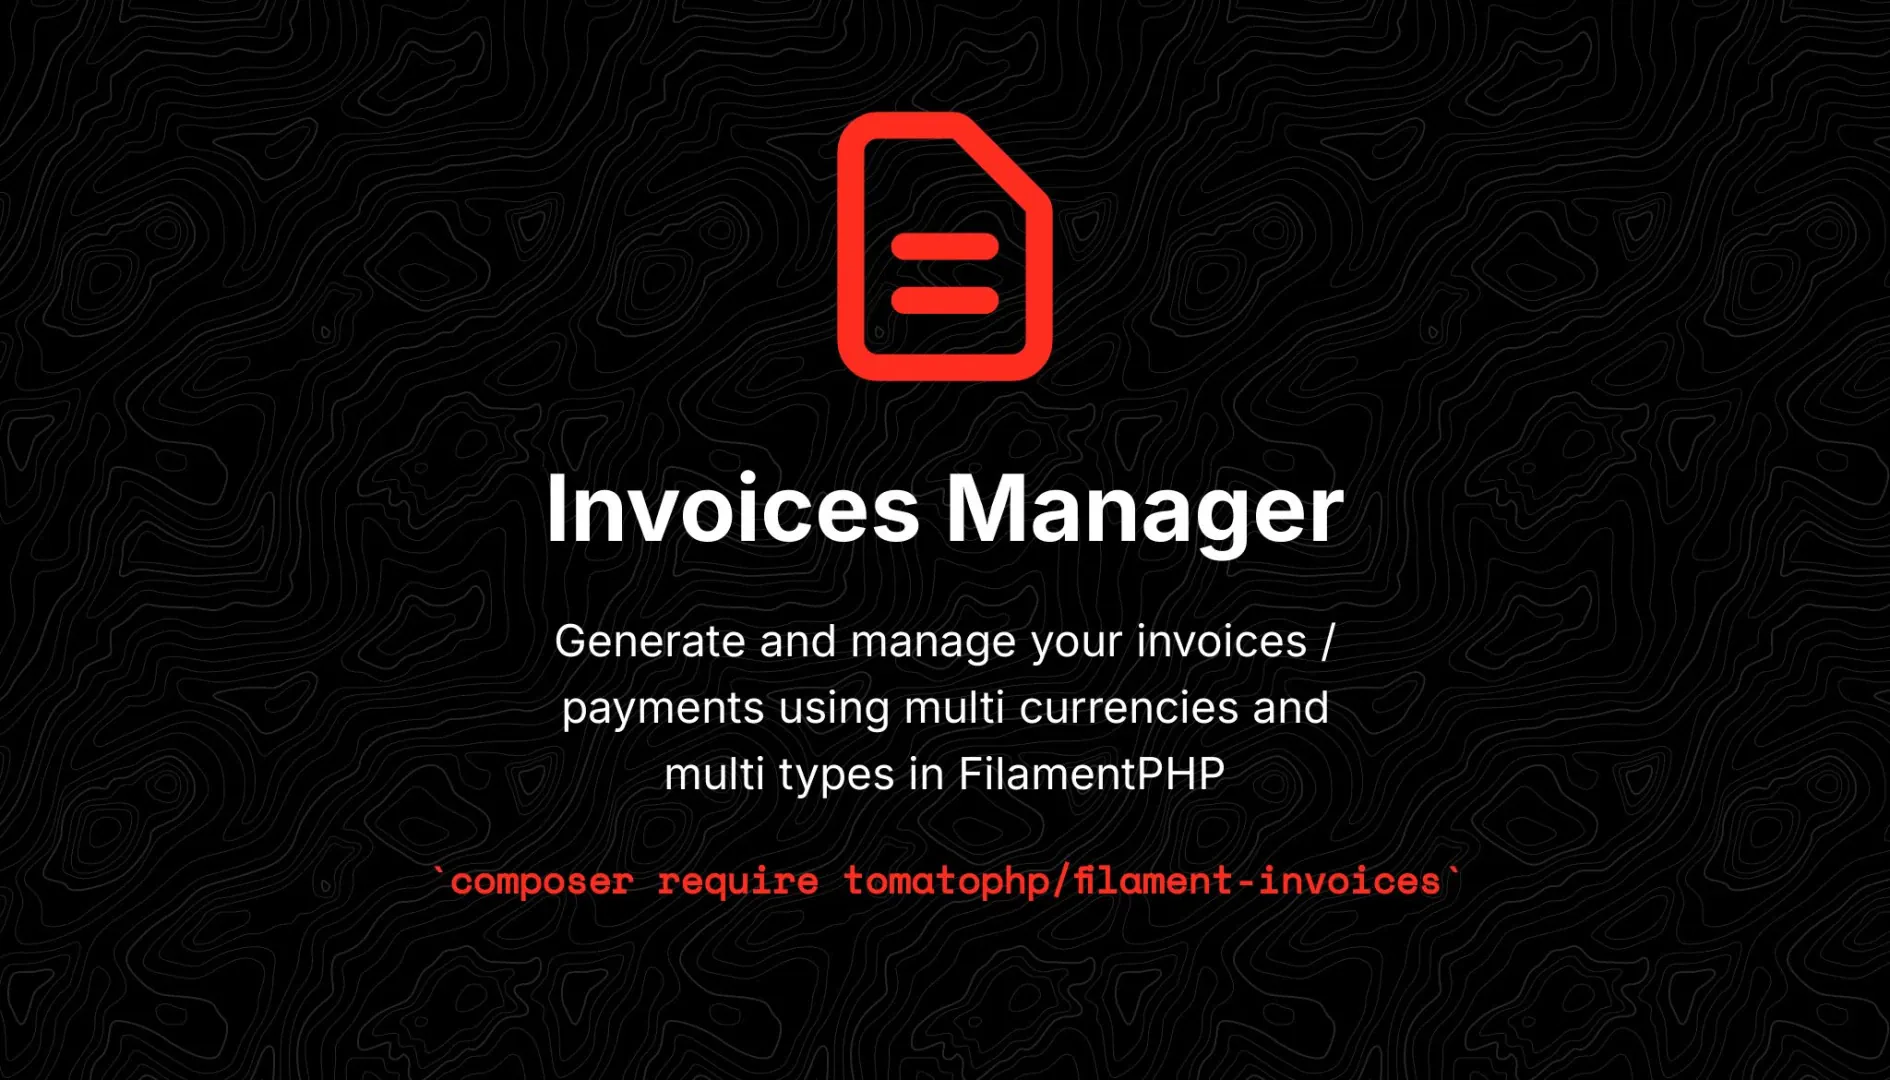 Invoices Manager
Generate and manage your invoices /
payments using multi currencies and
multi types in FilamentPHP
`composer require tomatophp/filament-invoices`